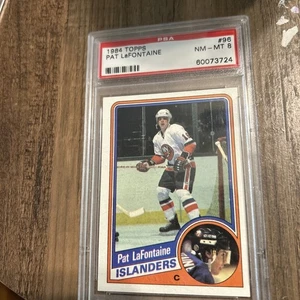 PSA
1984 TOPPS #96
PAT LaFONTAINE NM - MT 8
60073724
Pat LaFontaine
ISLANDERS
C